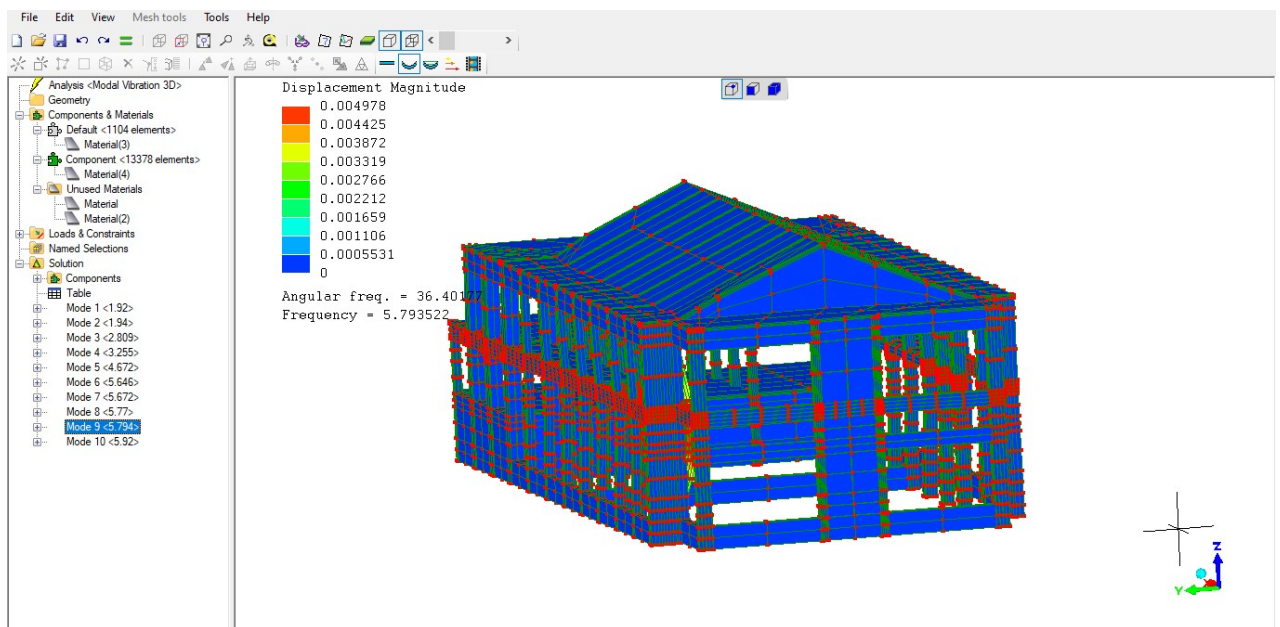 File Edit View Mesh tools Tools Help
Analysis <Modal Vibration 3D>
Geometry
Components & Materials
Default <1104 elements>
Material(3)
Component <13378 elements>
Material(4)
Unused Materials
Material
Material(2)
Loads & Constraints
Named Selections
Solution
Components
Table
Mode 1 <1.92>
Mode 2 <1.94>
Mode 3 <2.809>
Mode 4 <3.255>
Mode 5 <4.672>
Mode 6 <5.646>
Mode 7 <5.672>
Mode 8 <5.77>
Mode 9 <5.794>
Mode 10 <5.92>
Displacement Magnitude
0.004978
0.004425
0.003872
0.003319
0.002766
0.002212
0.001659
0.001106
0.0005531
0
Angular freq. = 36.40177
Frequency = 5.793522
Z
Y